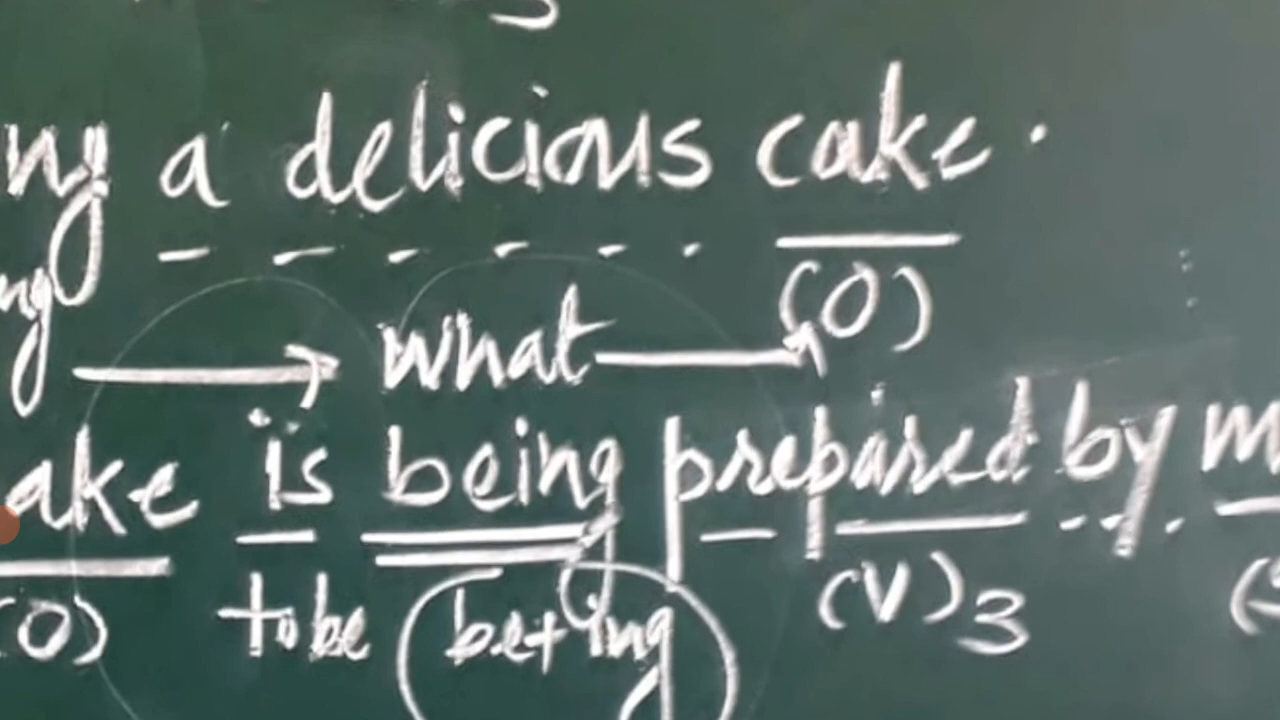 ng a delicious cake.
ng → what → (O)
ake is being prepared by m
(O) to be (be+ing) (V)3 (S